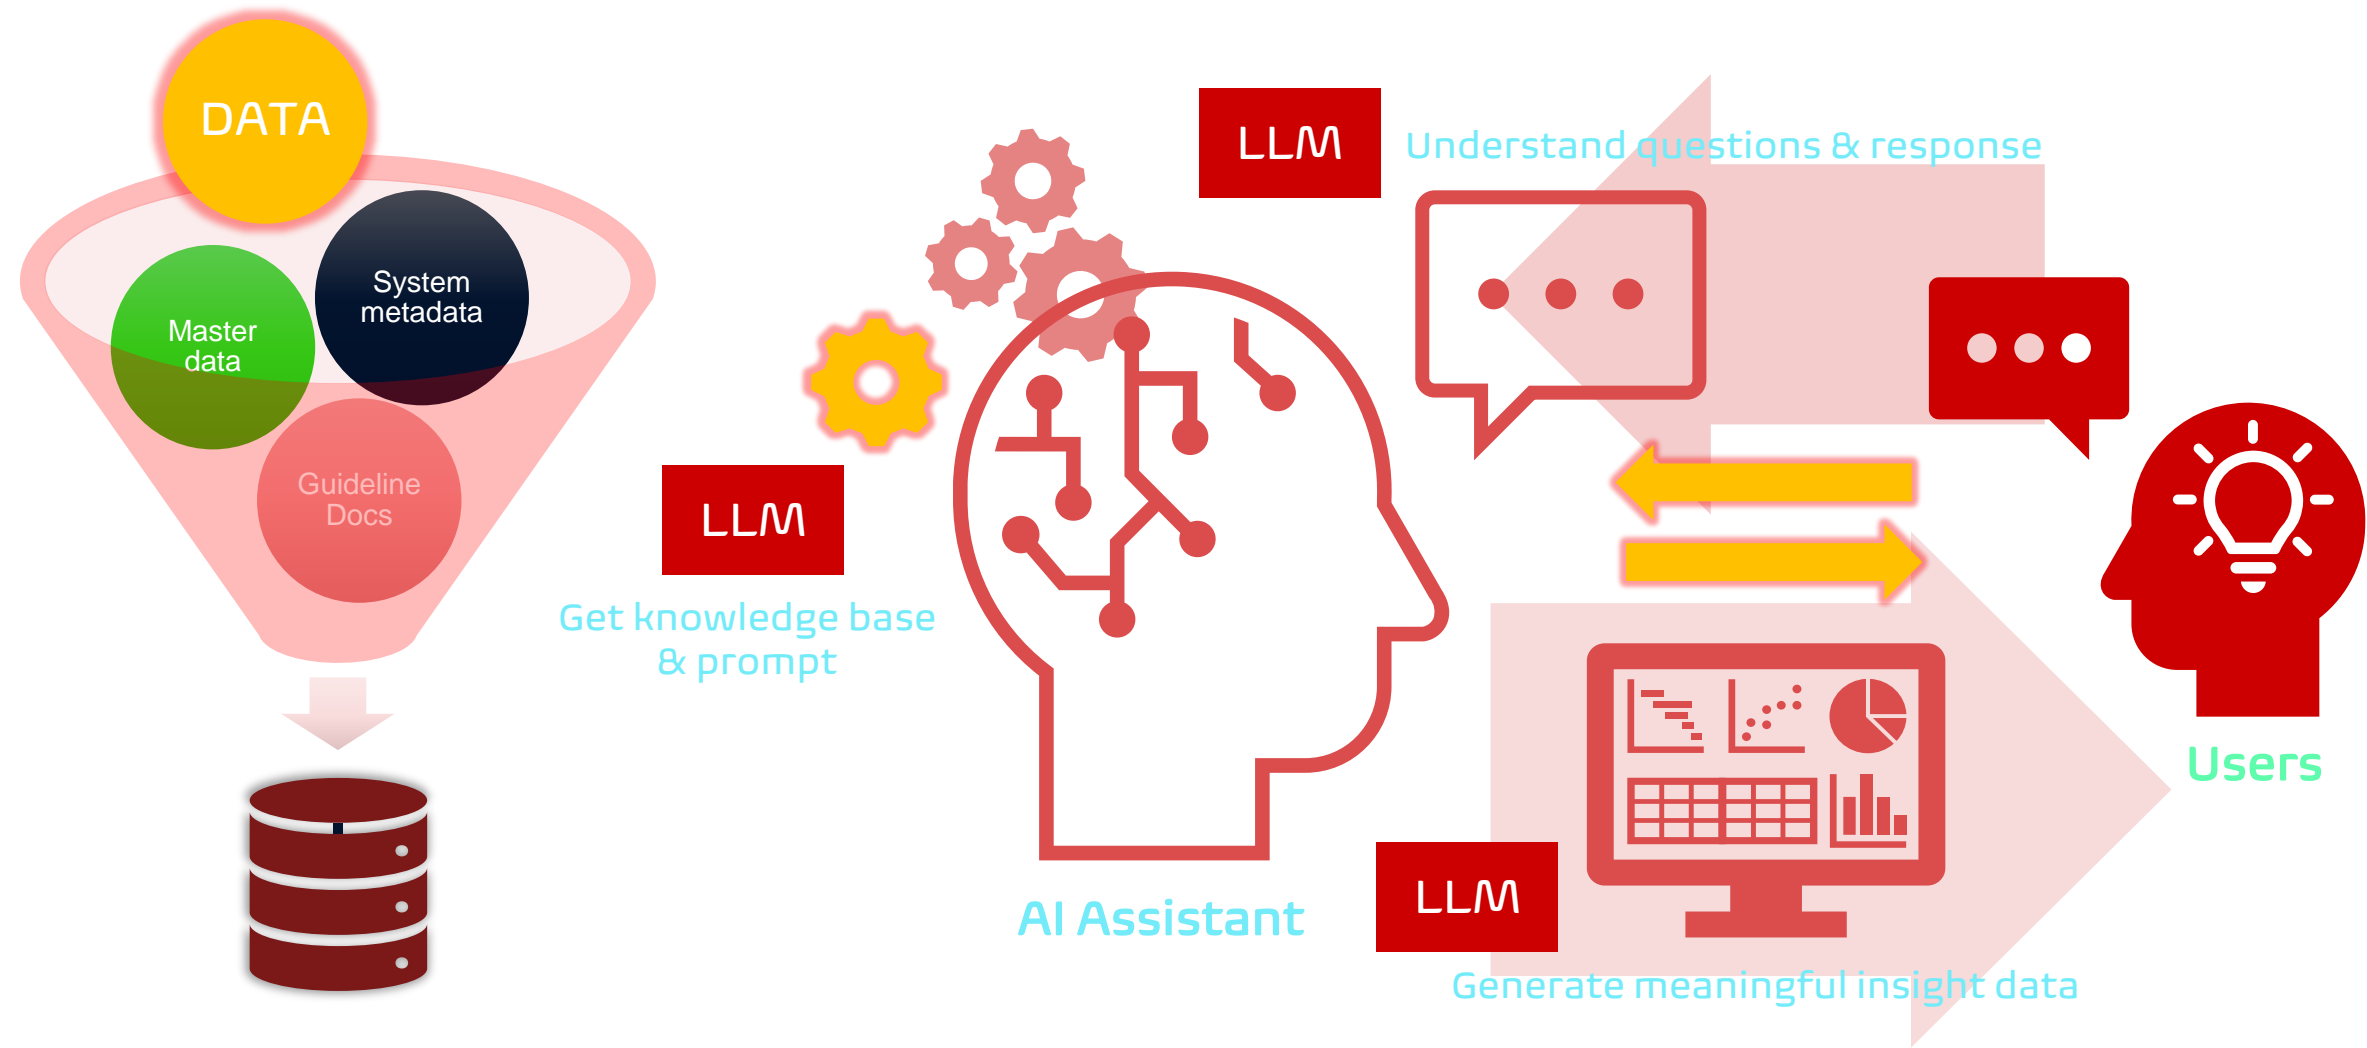 DATA
System
metadata
Master
data
Guideline
Docs
LLM
Get knowledge base
& prompt
LLM
Understand questions & response
AI Assistant
LLM
Generate meaningful insight data
Users